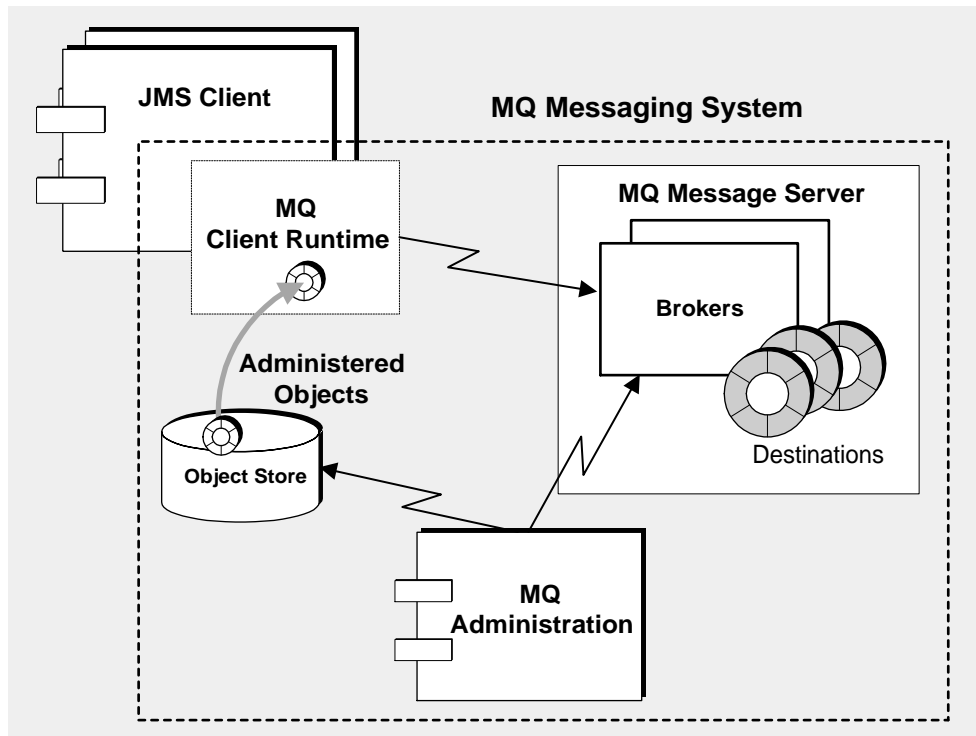 JMS Client
MQ Messaging System
MQ Message Server
MQ
Client Runtime
Brokers
Administered
Objects
Object Store
Destinations
MQ
Administration